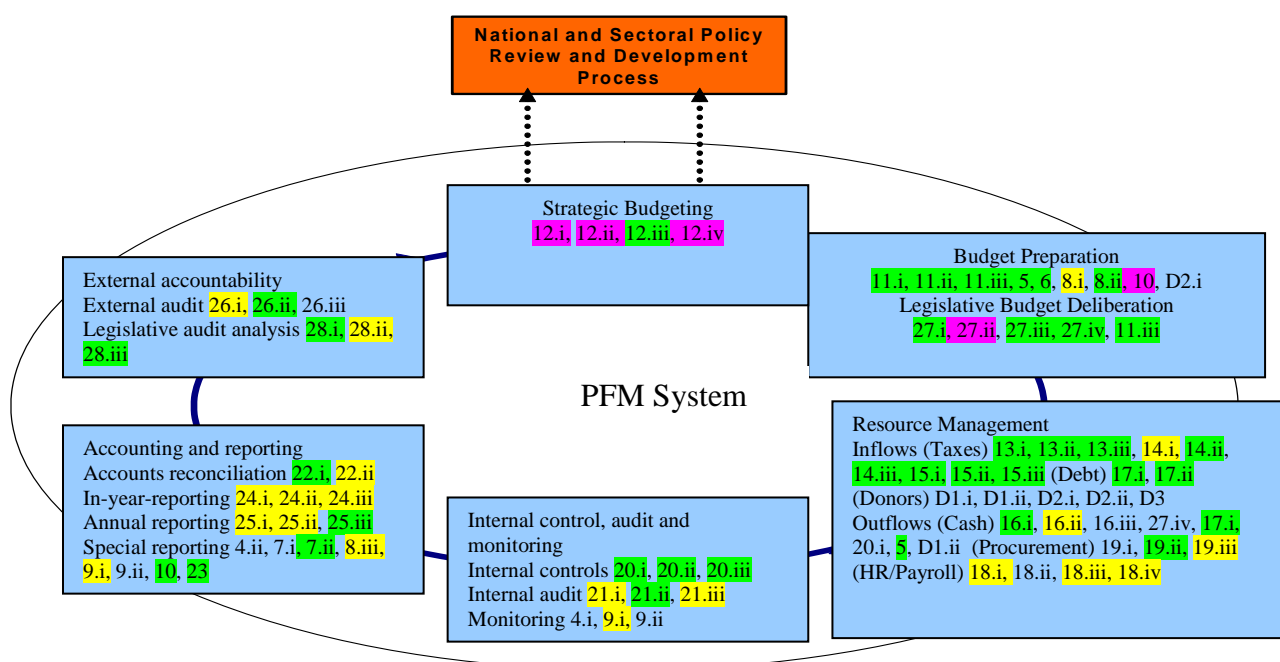 National and Sectoral Policy
Review and Development
Process
Strategic Budgeting
12.i, 12.ii, 12.iii, 12.iv
Budget Preparation
11.i, 11.ii, 11.iii, 5, 6, 8.i, 8.ii, 10, D2.i
Legislative Budget Deliberation
27.i, 27.ii, 27.iii, 27.iv, 11.iii
External accountability
External audit 26.i, 26.ii, 26.iii
Legislative audit analysis 28.i, 28.ii,
28.iii
PFM System
Resource Management
Inflows (Taxes) 13.i, 13.ii, 13.iii, 14.i, 14.ii,
14.iii, 15.i, 15.ii, 15.iii (Debt) 17.i, 17.ii
(Donors) D1.i, D1.ii, D2.i, D2.ii, D3
Outflows (Cash) 16.i, 16.ii, 16.iii, 27.iv, 17.i,
20.i, 5, D1.ii (Procurement) 19.i, 19.ii, 19.iii
(HR/Payroll) 18.i, 18.ii, 18.iii, 18.iv
Accounting and reporting
Accounts reconciliation 22.i, 22.ii
In-year-reporting 24.i, 24.ii, 24.iii
Annual reporting 25.i, 25.ii, 25.iii
Special reporting 4.ii, 7.i, 7.ii, 8.iii,
9.i, 9.ii, 10, 23
Internal control, audit and
monitoring
Internal controls 20.i, 20.ii, 20.iii
Internal audit 21.i, 21.ii, 21.iii
Monitoring 4.i, 9.i, 9.ii